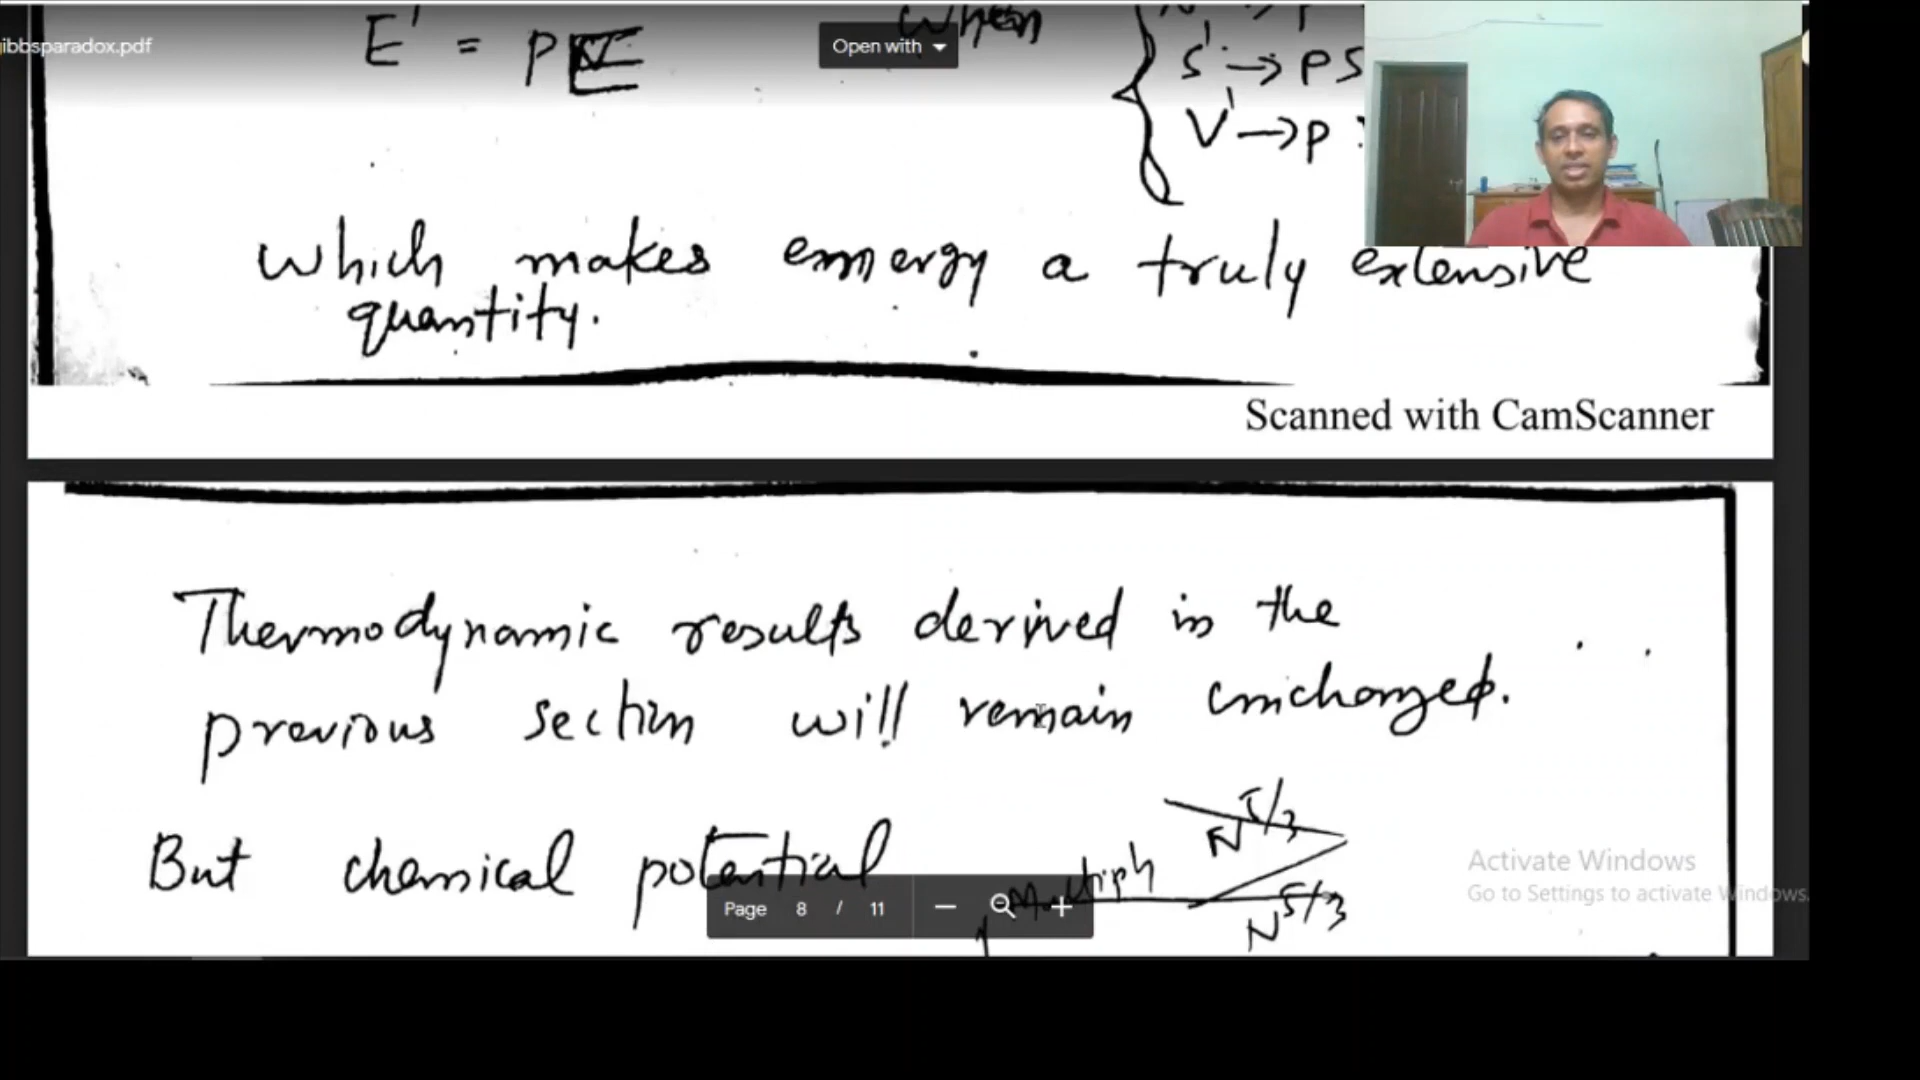 ibbsparadox.pdf
Open with
E' = pE
when
S' → pS
V' → p
which makes energy a truly extensive
quantity.
Scanned with CamScanner
Thermodynamic results derived in the
previous section will remain unchanged.
But chemical potential
Multiply
N^5/3
N^5/3
Page 8 / 11
Activate Windows
Go to Settings to activate Windows.